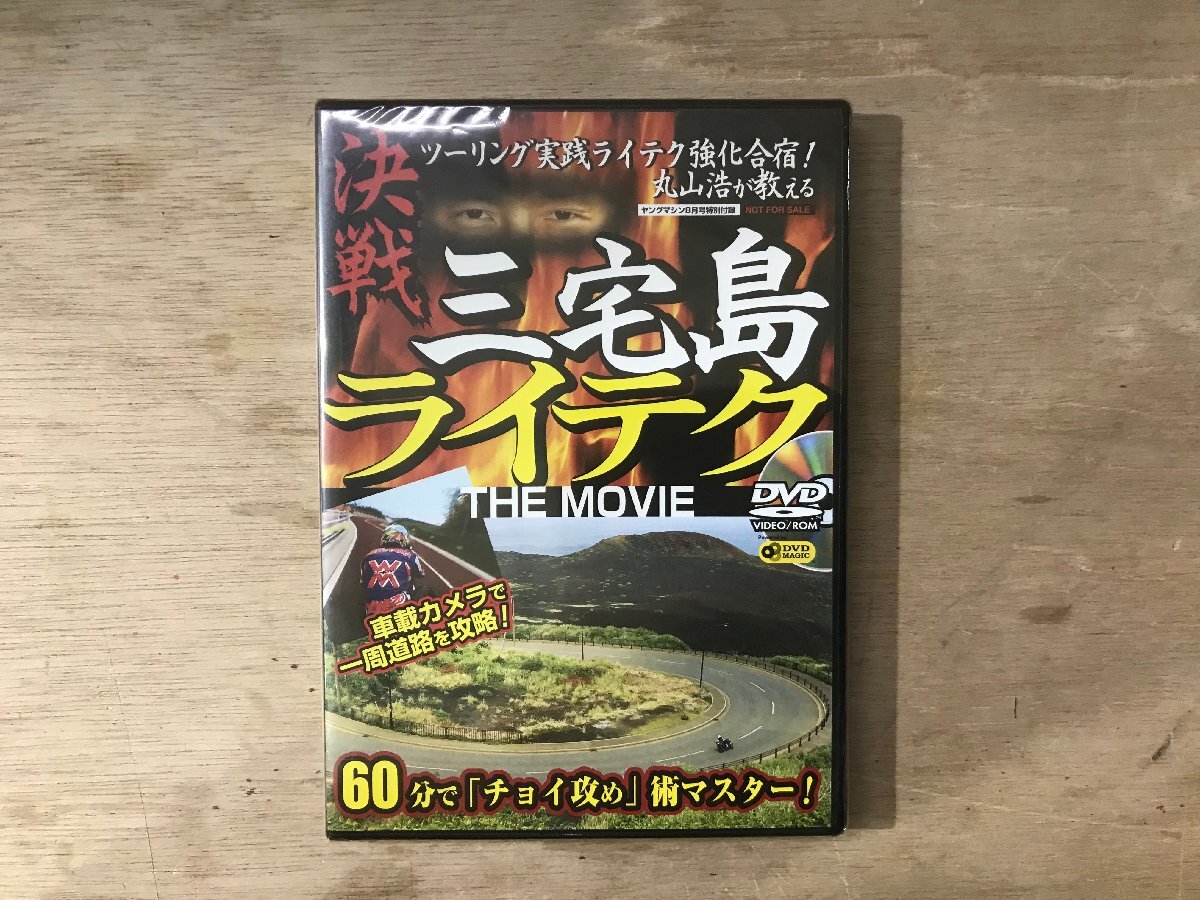 決戦
ツーリング実践ライテク強化合宿!
丸山浩が教える
ヤングマシン8月号特別付録 NOT FOR SALE
三宅島
ライテク
THE MOVIE
DVD
VIDEO/ROM
Powered by
DVD
MAGIC
車載カメラで
一周道路を攻略!
60分で「チョイ攻め」術マスター!